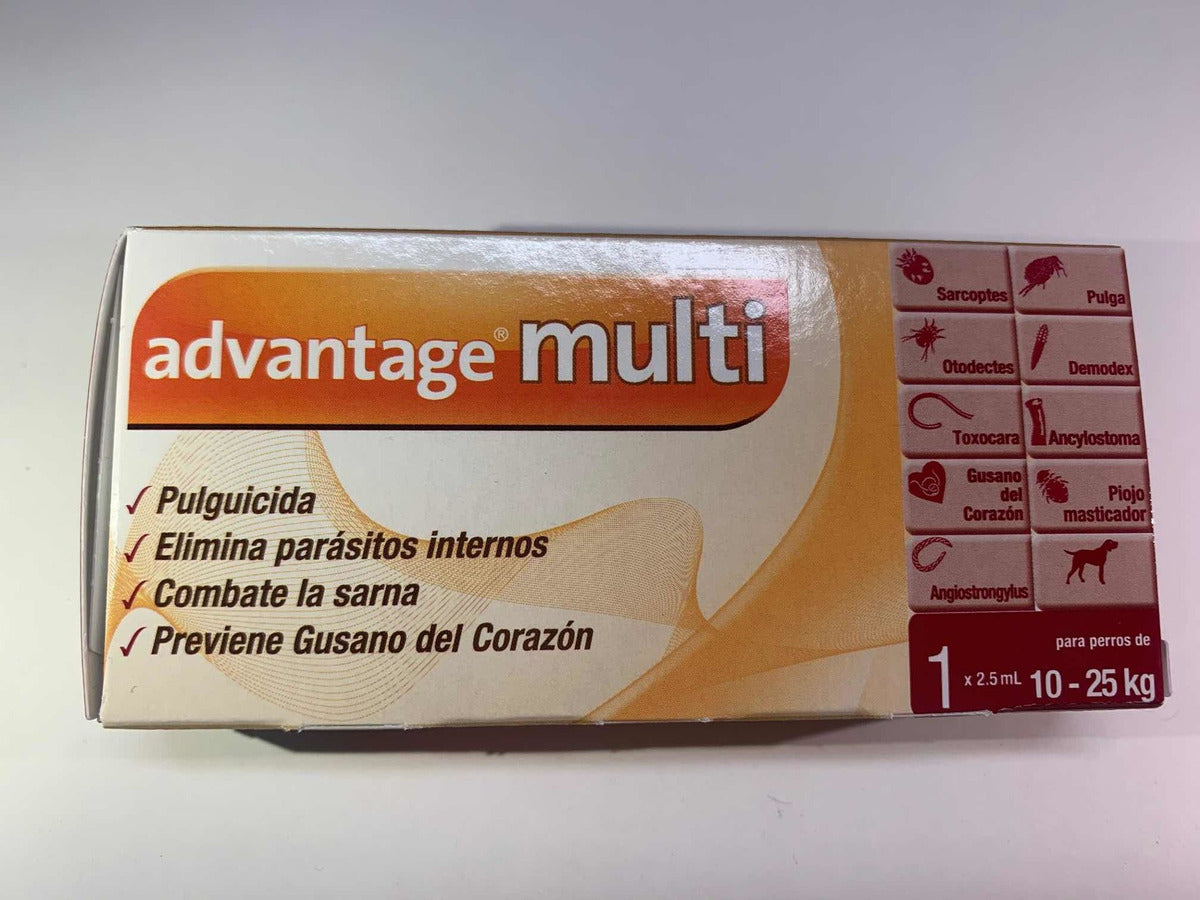 advantage® multi
✓ Pulguicida
✓ Elimina parásitos internos
✓ Combate la sarna
✓ Previene Gusano del Corazón
Sarcoptes
Pulga
Otodectes
Demodex
Toxocara
Ancylostoma
Gusano
del
Corazón
Piojo
masticador
Angiostrongylus
para perros de
1 x 2.5 mL 10 - 25 kg